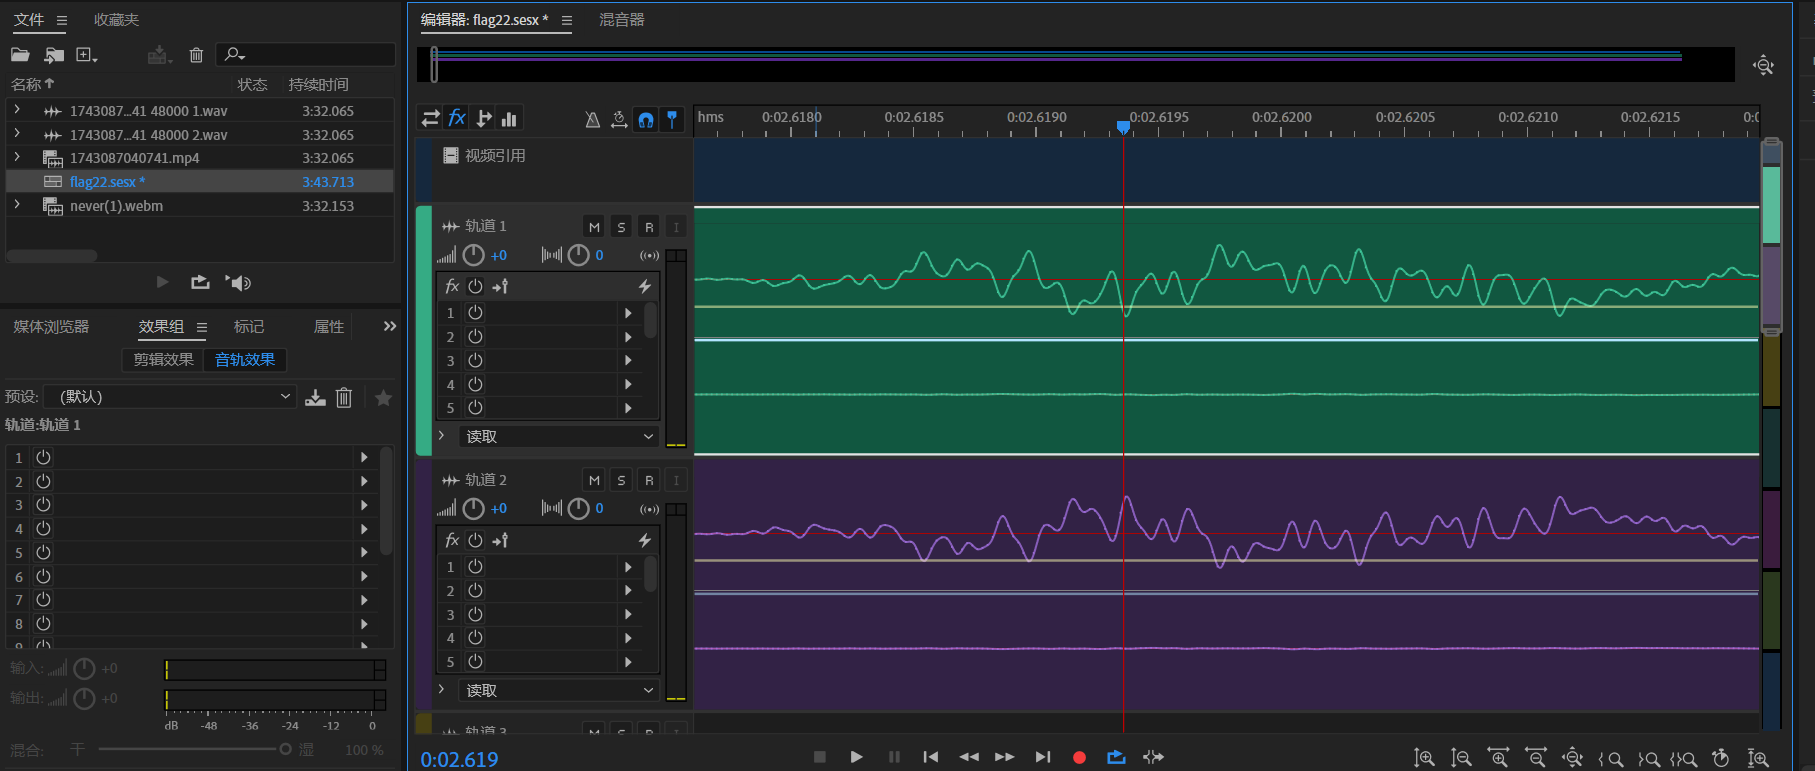 文件 收藏夹
名称 状态 持续时间
1743087...41 48000 1.wav 3:32.065
1743087...41 48000 2.wav 3:32.065
1743087040741.mp4 3:32.065
flag22.sesx * 3:43.713
never(1).webm 3:32.153
媒体浏览器 效果组 标记 属性
剪辑效果 音轨效果
预设: (默认)
轨道:轨道 1
1
2
3
4
5
6
7
8
输入: +0
输出: +0
dB -48 -36 -24 -12 0
混合: 干 湿 100 %
编辑器: flag22.sesx * 混音器
fx
hms 0:02.6180 0:02.6185 0:02.6190 0:02.6195 0:02.6200 0:02.6205 0:02.6210 0:02.6215 0:0
视频引用
轨道 1 M S R I
+0 0
fx
1
2
3
4
5
读取
轨道 2 M S R I
+0 0
fx
1
2
3
4
5
读取
轨道 3 M S R I
0:02.619